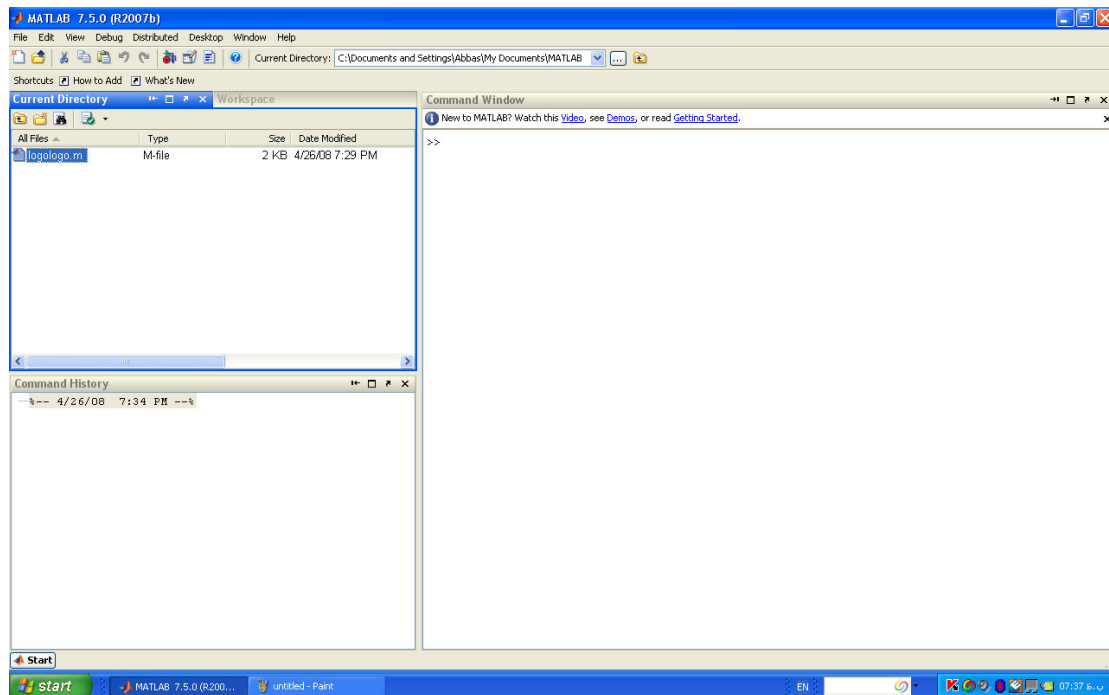 MATLAB 7.5.0 (R2007b)
File Edit View Debug Distributed Desktop Window Help
Current Directory: C:\Documents and Settings\Abbas\My Documents\MATLAB
Shortcuts How to Add What's New
Current Directory Workspace
All Files Type Size Date Modified
logologo.m M-file 2 KB 4/26/08 7:29 PM
Command History
%-- 4/26/08 7:34 PM --%
Command Window
New to MATLAB? Watch this Video, see Demos, or read Getting Started.
>>
Start
start MATLAB 7.5.0 (R200... untitled - Paint EN 07:37 ب.ظ